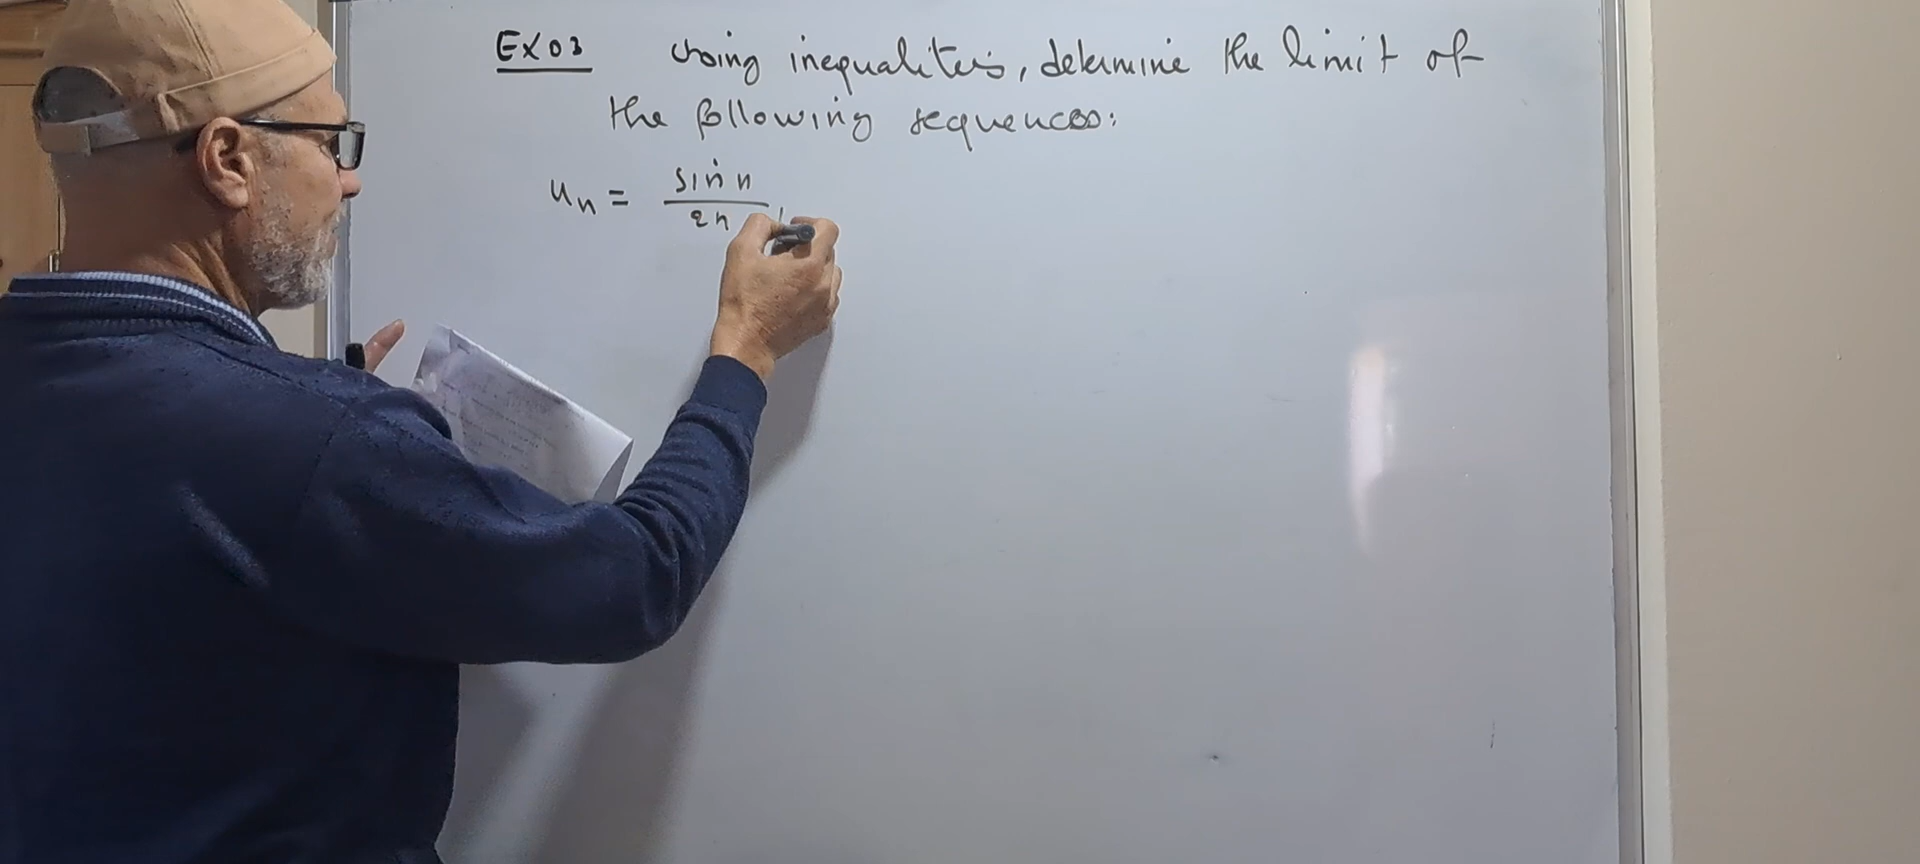 EX03 Using inequalities, determine the limit of
the following sequences:
un = sin n / 2n